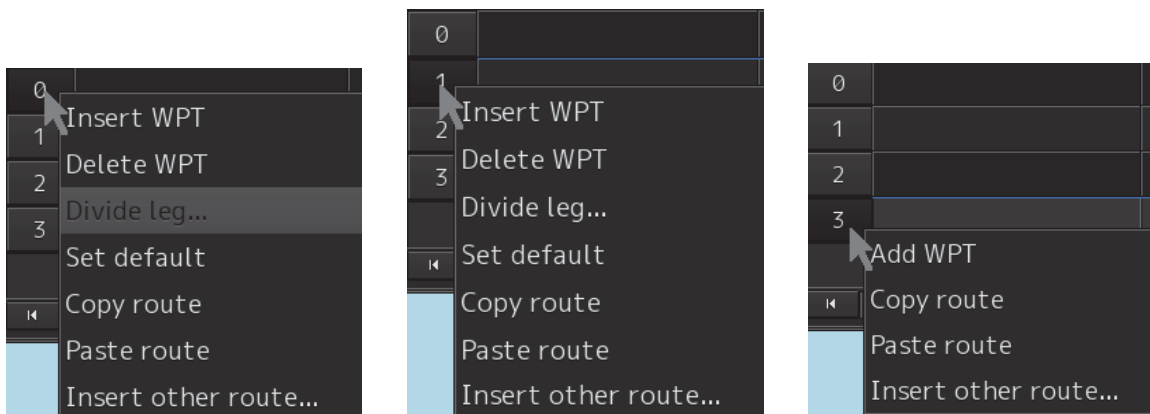 0
1
2
3
Insert WPT
Delete WPT
Divide leg...
Set default
Copy route
Paste route
Insert other route...
0
1
2
3
Insert WPT
Delete WPT
Divide leg...
Set default
Copy route
Paste route
Insert other route...
0
1
2
3
Add WPT
Copy route
Paste route
Insert other route...